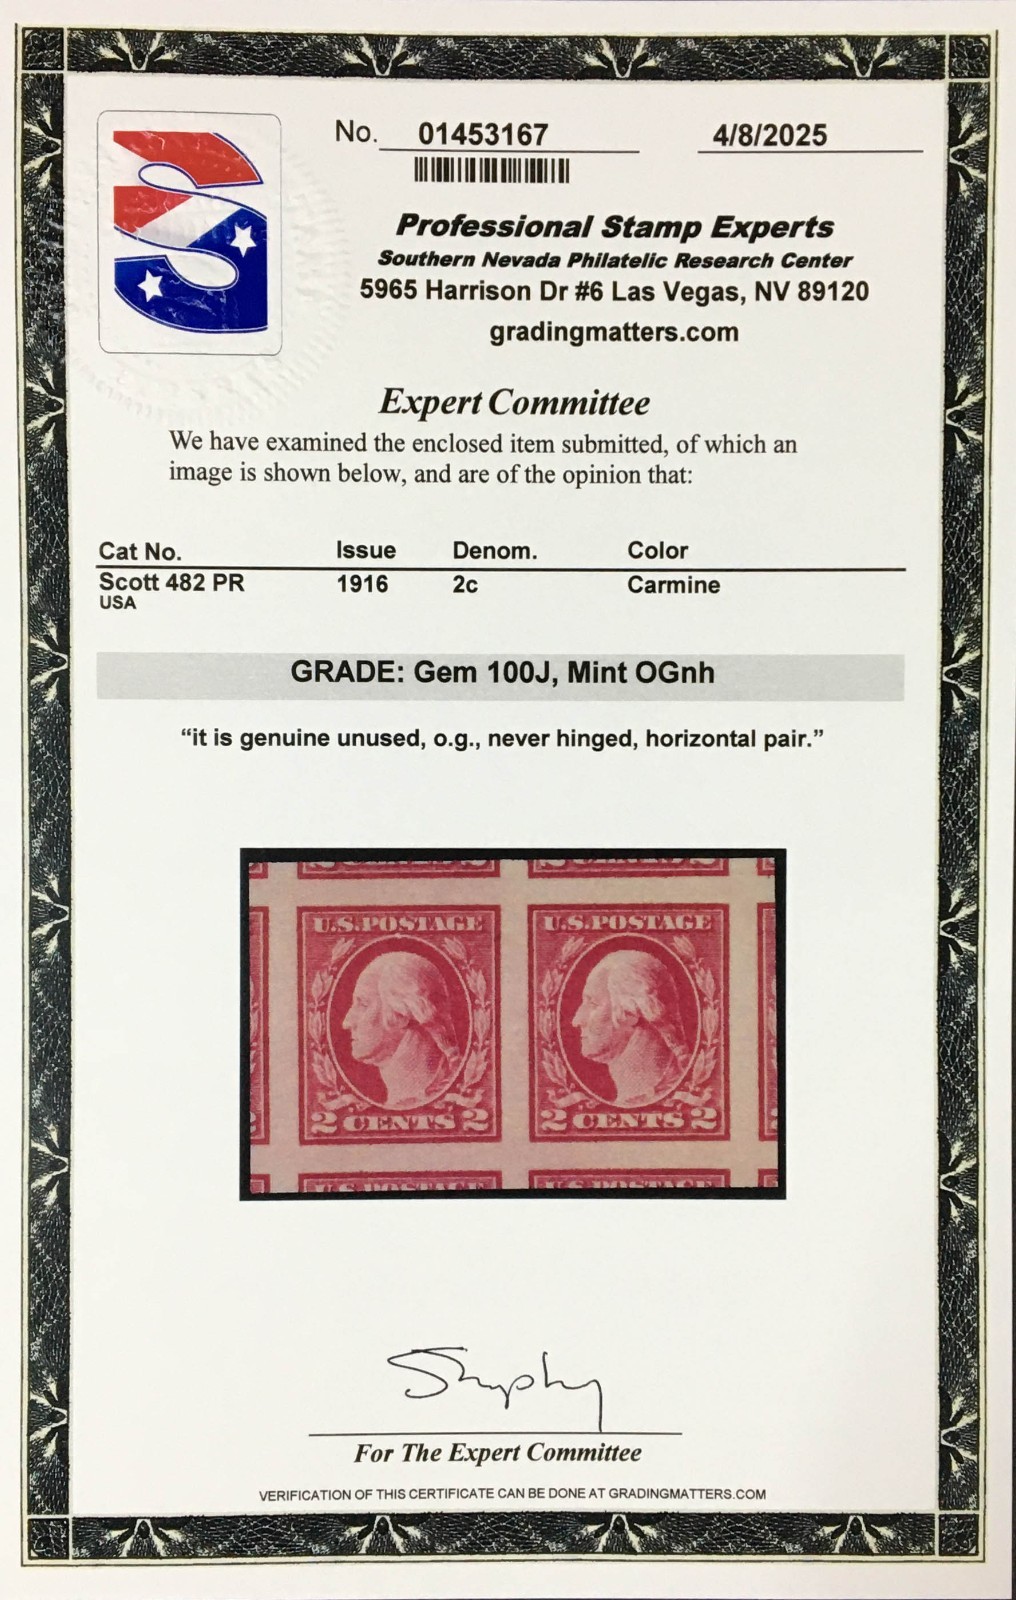 No. 01453167 4/8/2025
Professional Stamp Experts
Southern Nevada Philatelic Research Center
5965 Harrison Dr #6 Las Vegas, NV 89120
gradingmatters.com
Expert Committee
We have examined the enclosed item submitted, of which an
image is shown below, and are of the opinion that:
Cat No. Issue Denom. Color
Scott 482 PR 1916 2c Carmine
USA
GRADE: Gem 100J, Mint OGnh
“it is genuine unused, o.g., never hinged, horizontal pair.”
U.S.POSTAGE U.S.POSTAGE
2 CENTS 2 2 CENTS 2
U.S.POSTAGE U.S.POSTAGE
For The Expert Committee
VERIFICATION OF THIS CERTIFICATE CAN BE DONE AT GRADINGMATTERS.COM